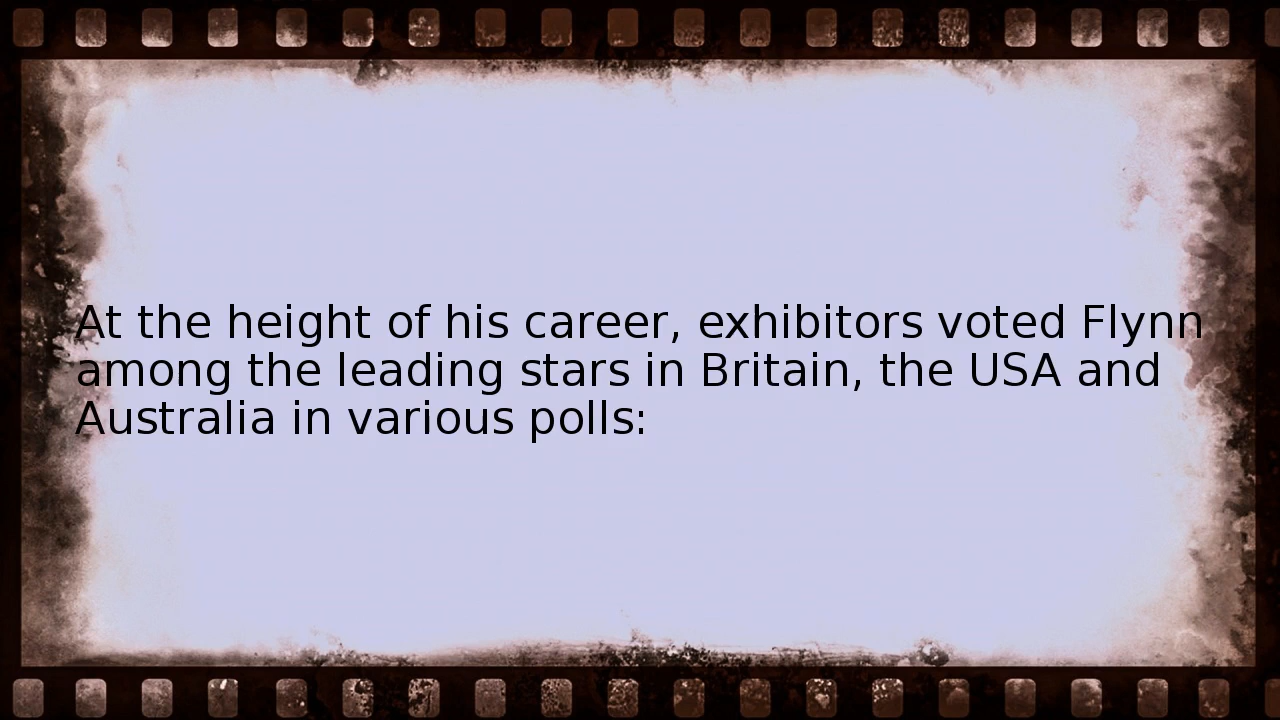 At the height of his career, exhibitors voted Flynn
among the leading stars in Britain, the USA and
Australia in various polls: